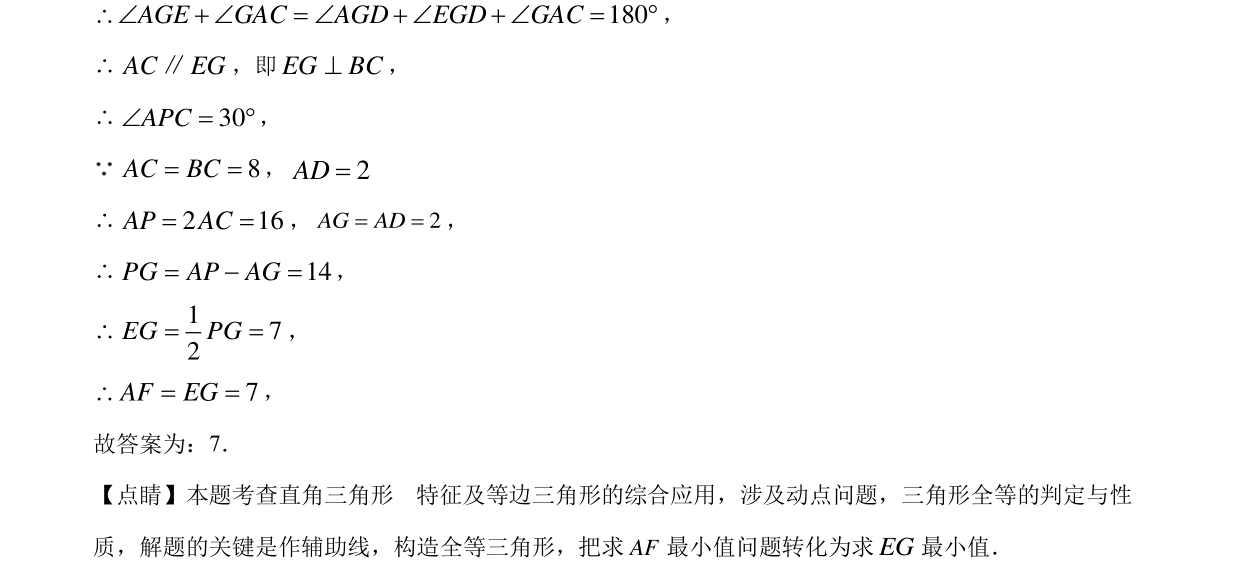 ∴∠AGE+∠GAC=∠AGD+∠EGD+∠GAC=180°，
∴ AC∥EG，即EG⊥BC，
∴ ∠APC=30°，
∵ AC=BC=8， AD=2
∴ AP=2AC=16， AG=AD=2，
∴ PG=AP−AG=14，
∴ EG=1/2PG=7，
∴AF=EG=7，
故答案为：7．
【点睛】本题考查直角三角形 特征及等边三角形的综合应用，涉及动点问题，三角形全等的判定与性
质，解题的关键是作辅助线，构造全等三角形，把求 AF 最小值问题转化为求 EG 最小值．